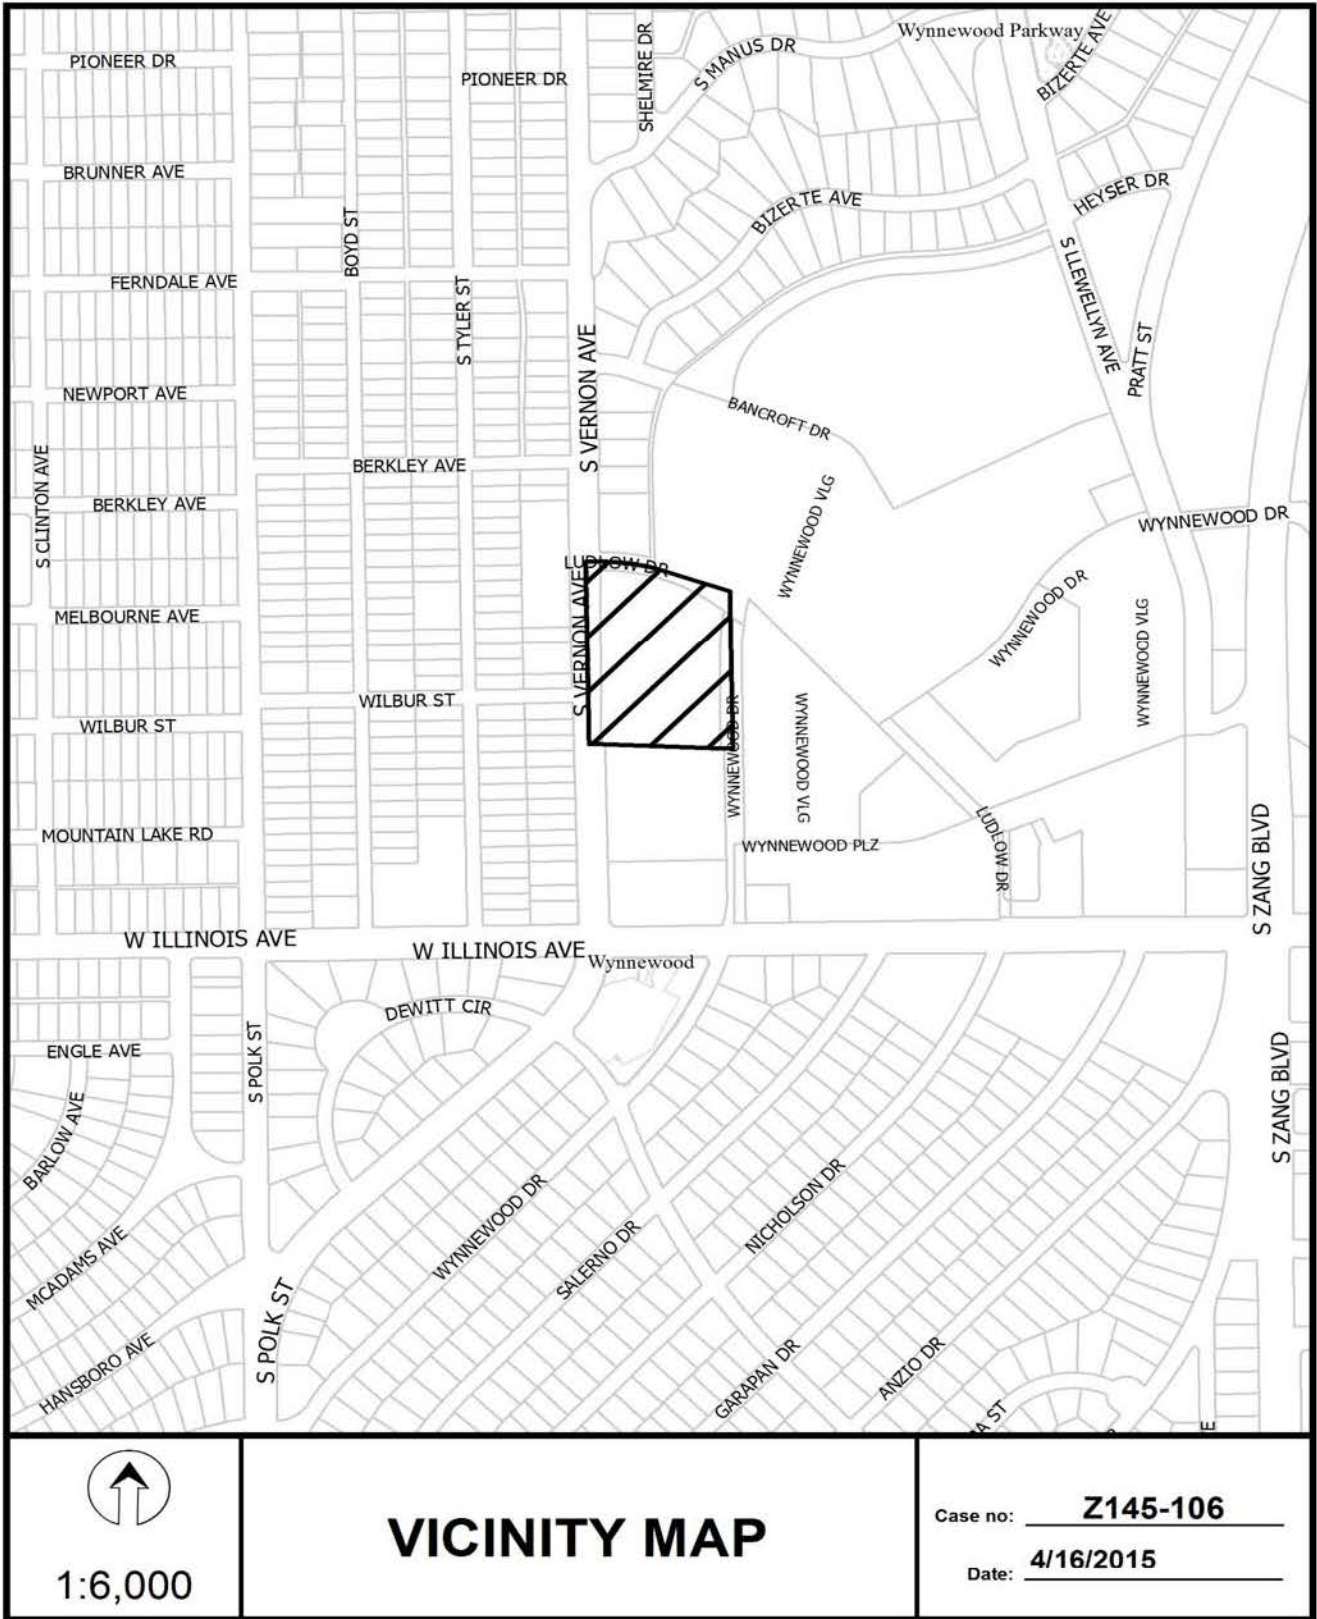 Wynnewood Parkway
PIONEER DR
PIONEER DR
SHELMIRE DR
S MANUS DR
BIZERTE AVE
BRUNNER AVE
BIZERTE AVE
HEYSER DR
BOYD ST
FERNDALE AVE
S TYLER ST
S LLEWELLYN AVE
PRATT ST
S VERNON AVE
NEWPORT AVE
BANCROFT DR
S CLINTON AVE
BERKLEY AVE
BERKLEY AVE
WYNNEWOOD VLG
WYNNEWOOD DR
LUDLOW DR
S VERNON AVE
MELBOURNE AVE
WYNNEWOOD DR
WYNNEWOOD VLG
WILBUR ST
WILBUR ST
WYNNEWOOD DR
WYNNEWOOD VLG
MOUNTAIN LAKE RD
WYNNEWOOD PLZ
LUDLOW DR
S ZANG BLVD
W ILLINOIS AVE
W ILLINOIS AVE
Wynnewood
DEWITT CIR
ENGLE AVE
S POLK ST
S ZANG BLVD
BARLOW AVE
WYNNEWOOD DR
SALERNO DR
NICHOLSON DR
MCADAMS AVE
S POLK ST
HANSBORO AVE
GARAPAN DR
ANZIO DR
ST
E
1:6,000
VICINITY MAP
Case no: Z145-106
Date: 4/16/2015